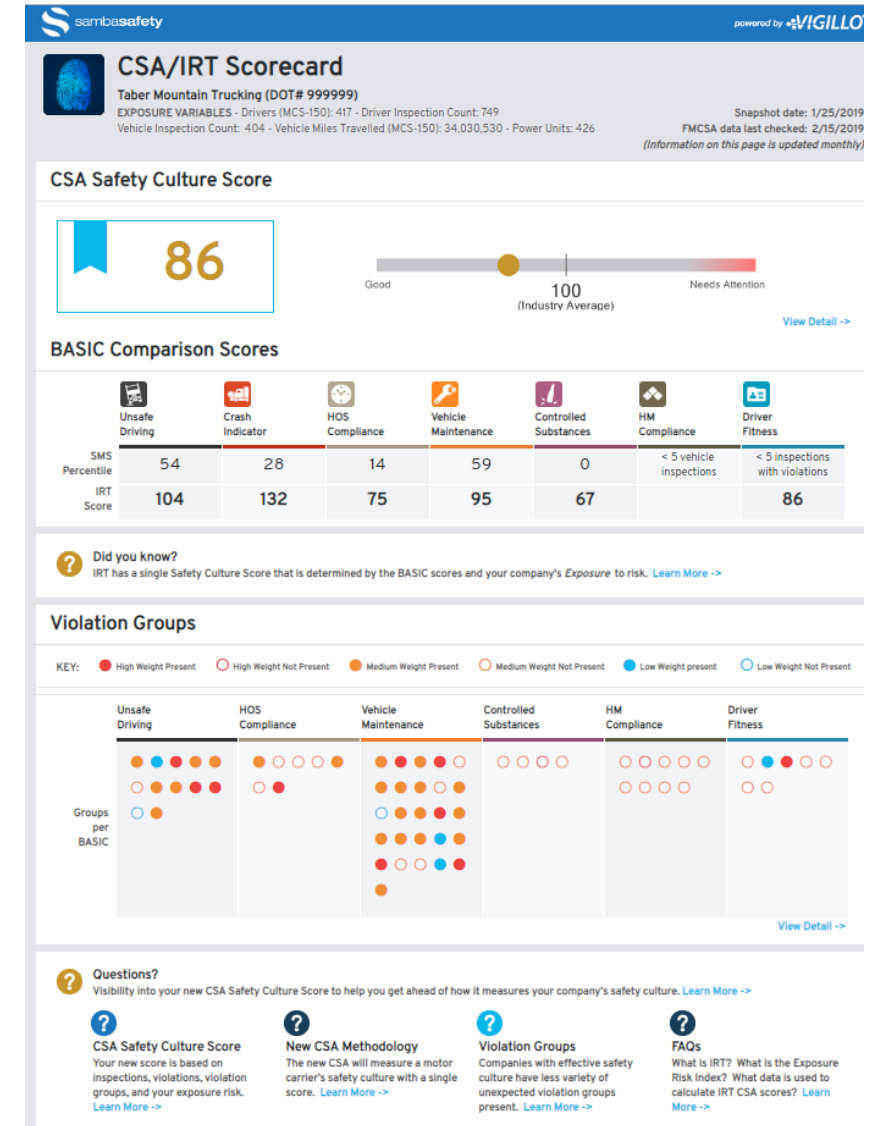 sambasafety
powered by VIGILLO
CSA/IRT Scorecard
Taber Mountain Trucking (DOT# 999999)
EXPOSURE VARIABLES - Drivers (MCS-150): 417 - Driver Inspection Count: 749
Vehicle Inspection Count: 404 - Vehicle Miles Travelled (MCS-150): 34,030,530 - Power Units: 426
Snapshot date: 1/25/2019
FMCSA data last checked: 2/15/2019
(Information on this page is updated monthly)
CSA Safety Culture Score
86
Good
100
(Industry Average)
Needs Attention
View Detail ->
BASIC Comparison Scores
Unsafe Driving
Crash Indicator
HOS Compliance
Vehicle Maintenance
Controlled Substances
HM Compliance
Driver Fitness
SMS Percentile 54 28 14 59 0 < 5 vehicle inspections < 5 inspections with violations
IRT Score 104 132 75 95 67 86
Did you know?
IRT has a single Safety Culture Score that is determined by the BASIC scores and your company's Exposure to risk. Learn More ->
Violation Groups
KEY: High Weight Present High Weight Not Present Medium Weight Present Medium Weight Not Present Low Weight present Low Weight Not Present
Unsafe Driving
HOS Compliance
Vehicle Maintenance
Controlled Substances
HM Compliance
Driver Fitness
Groups per BASIC
View Detail ->
Questions?
Visibility into your new CSA Safety Culture Score to help you get ahead of how it measures your company's safety culture. Learn More ->
CSA Safety Culture Score
Your new score is based on
inspections, violations, violation
groups, and your exposure risk.
Learn More ->
New CSA Methodology
The new CSA will measure a motor
carrier's safety culture with a single
score. Learn More ->
Violation Groups
Companies with effective safety
culture have less variety of
unexpected violation groups
present. Learn More ->
FAQs
What is IRT? What is the Exposure
Risk Index? What data is used to
calculate IRT CSA scores? Learn
More ->